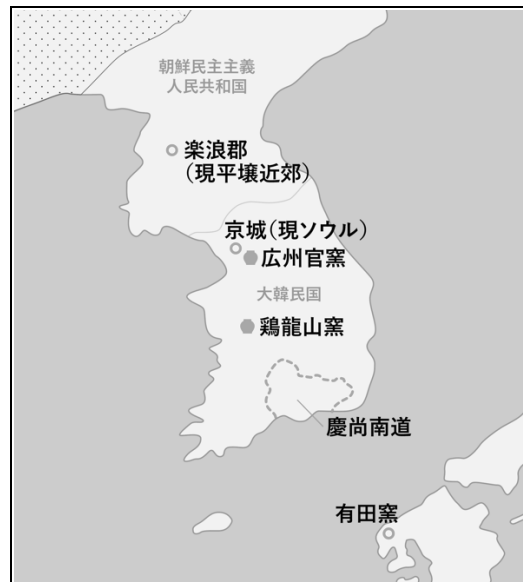 朝鮮民主主義
人民共和国
楽浪郡
(現平壌近郊)
京城(現ソウル)
広州官窯
大韓民国
鶏龍山窯
慶尚南道
有田窯